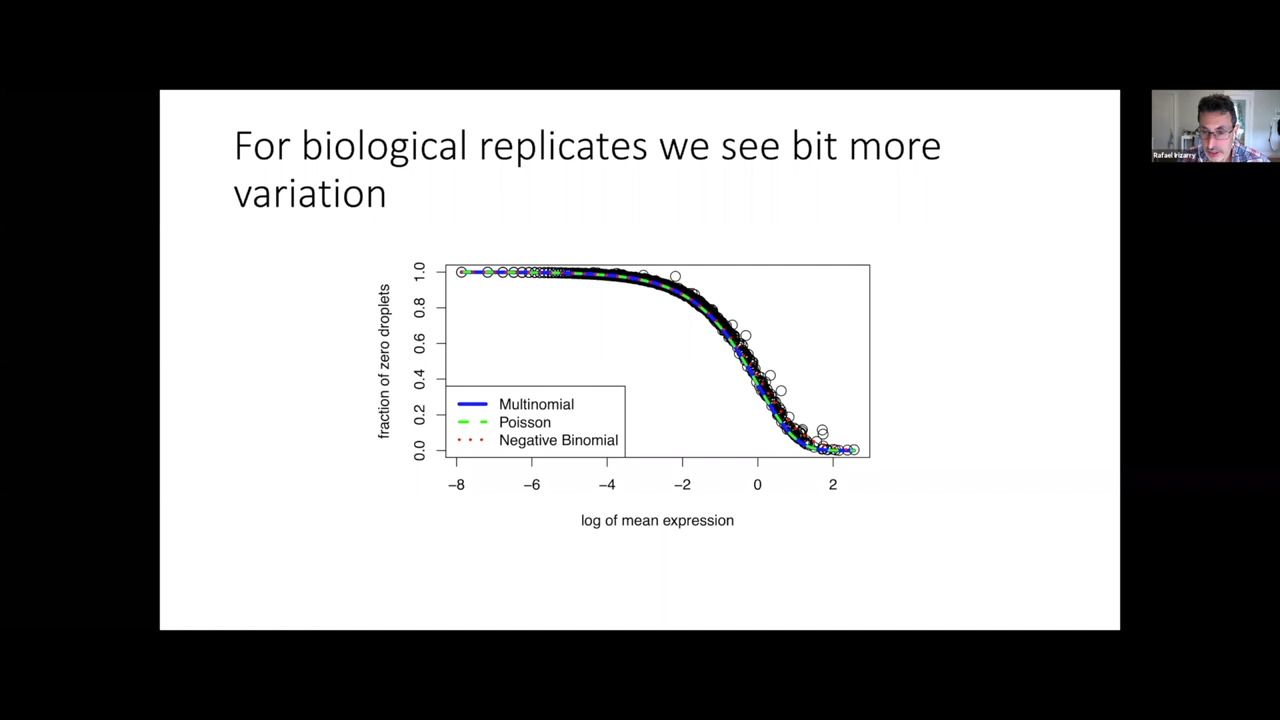 For biological replicates we see bit more
variation
Rafael Irizarry
fraction of zero droplets
1.0
0.8
0.6
0.4
0.2
0.0
Multinomial
Poisson
Negative Binomial
−8
−6
−4
−2
0
2
log of mean expression